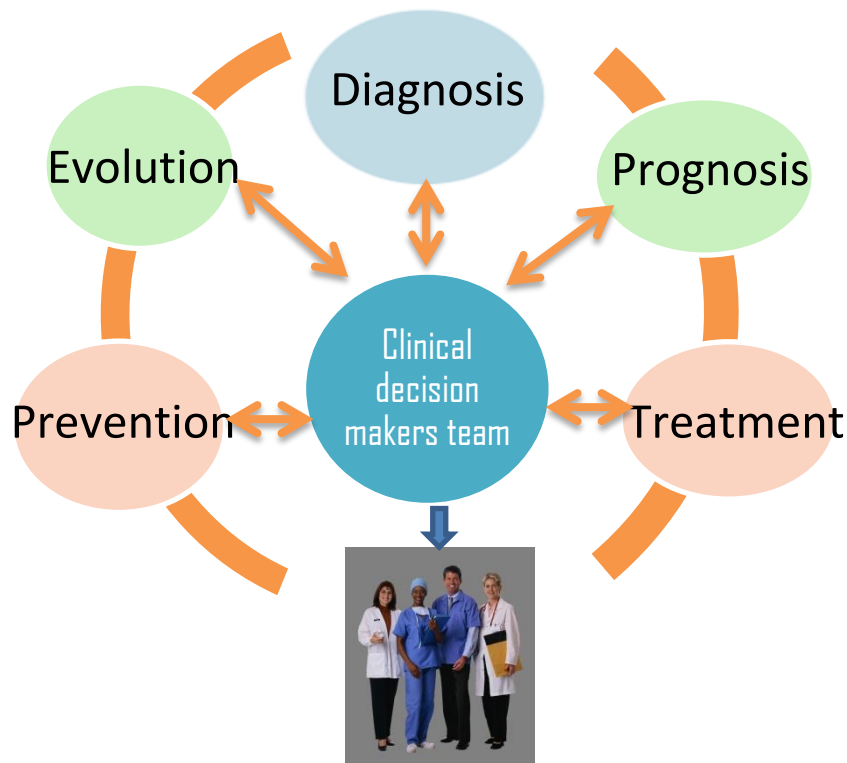 Diagnosis
Evolution
Prognosis
Clinical
decision
makers team
Prevention
Treatment